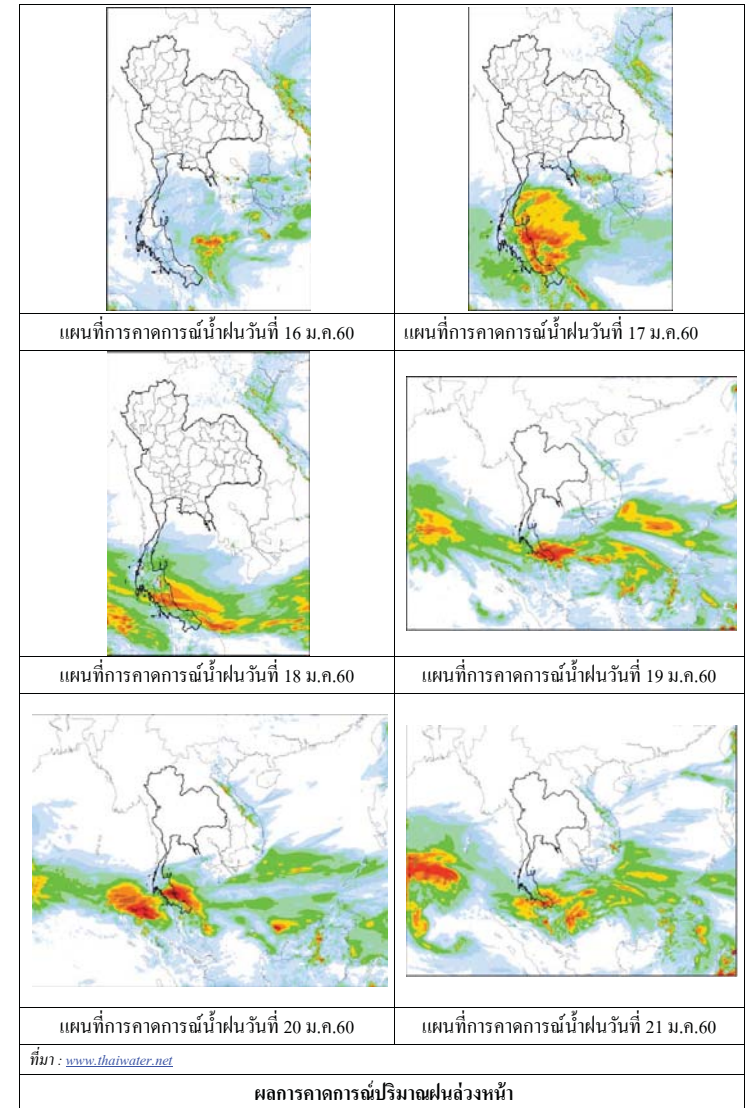 แผนที่การคาดการณ์น้ำฝนวันที่ 16 ม.ค.60
แผนที่การคาดการณ์น้ำฝนวันที่ 17 ม.ค.60
แผนที่การคาดการณ์น้ำฝนวันที่ 18 ม.ค.60
แผนที่การคาดการณ์น้ำฝนวันที่ 19 ม.ค.60
แผนที่การคาดการณ์น้ำฝนวันที่ 20 ม.ค.60
แผนที่การคาดการณ์น้ำฝนวันที่ 21 ม.ค.60
ที่มา : www.thaiwater.net
ผลการคาดการณ์ปริมาณฝนล่วงหน้า